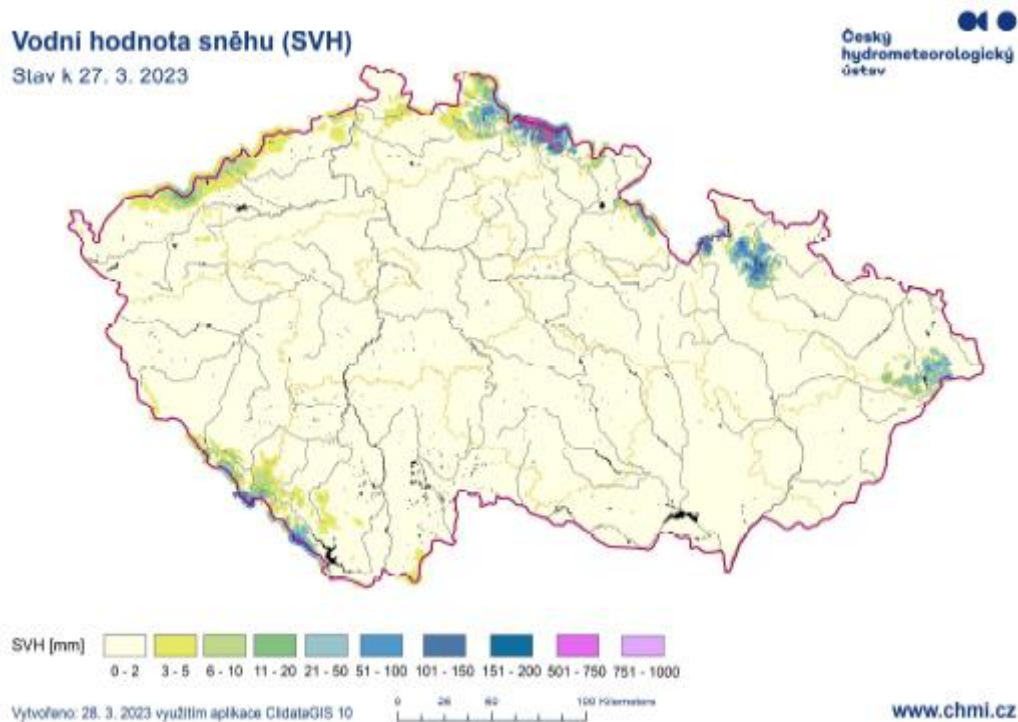 Vodní hodnota sněhu (SVH)
Stav k 27. 3. 2023
Český
hydrometeorologický
ústav
SVH [mm]
0 - 2
3 - 5
6 - 10
11 - 20
21 - 50
51 - 100
101 - 150
151 - 200
501 - 750
751 - 1000
Vytvořeno: 28. 3. 2023 využitím aplikace ClidataGIS 10
0
100 Kilometers
www.chmi.cz